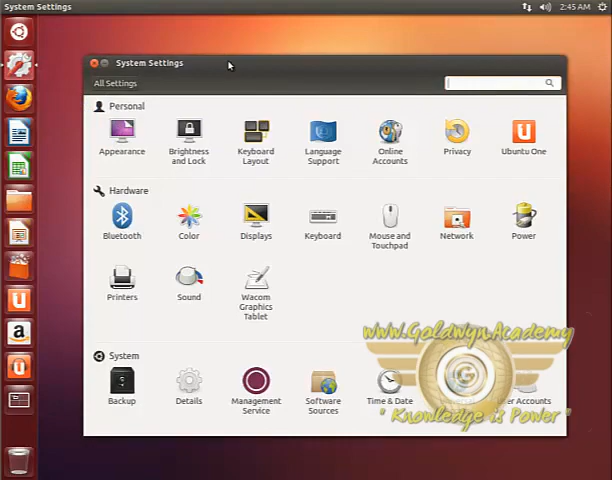 System Settings
2:45 AM
System Settings
All Settings
Personal
Appearance
Brightness and Lock
Keyboard Layout
Language Support
Online Accounts
Privacy
Ubuntu One
Hardware
Bluetooth
Color
Displays
Keyboard
Mouse and Touchpad
Network
Power
Printers
Sound
Wacom Graphics Tablet
www.GoldwynAcademy
System
Backup
Details
Management Service
Software Sources
Time & Date
User Accounts
G
" Knowledge is Power "